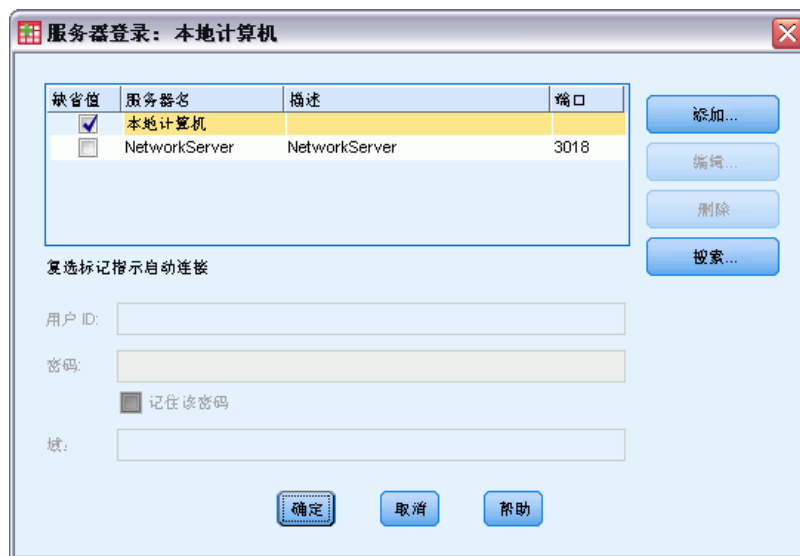 服务器登录：本地计算机
缺省值 服务器名 描述 端口
本地计算机
NetworkServer NetworkServer 3018
添加...
编辑...
删除
搜索...
复选标记指示启动连接
用户 ID:
密码:
记住该密码
域:
确定 取消 帮助